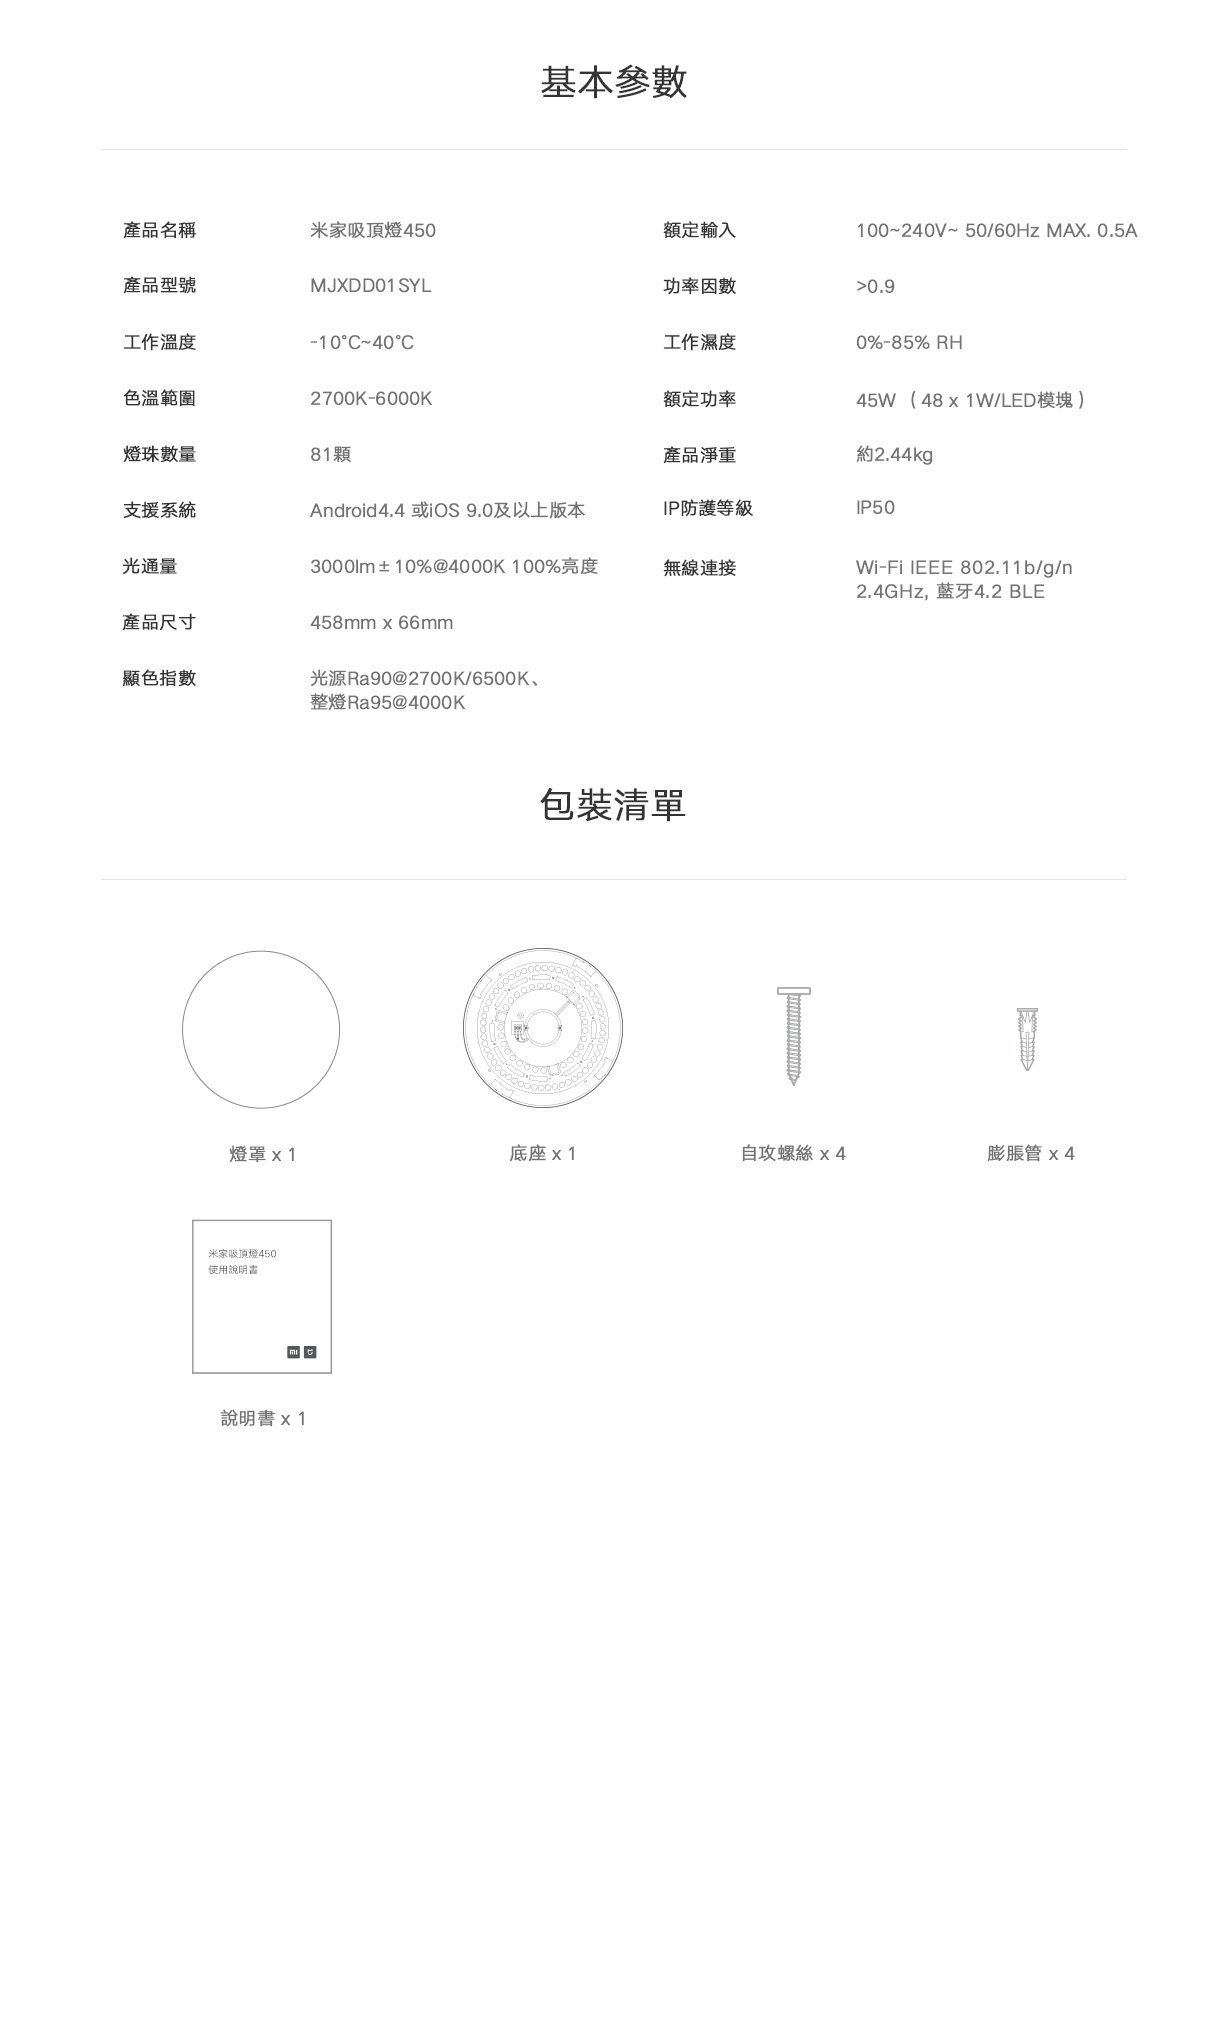 基本參數
產品名稱 米家吸頂燈450
額定輸入 100~240V~ 50/60Hz MAX. 0.5A
產品型號 MJXDD01SYL
功率因數 >0.9
工作溫度 -10°C~40°C
工作濕度 0%-85% RH
色溫範圍 2700K-6000K
額定功率 45W （48 x 1W/LED模塊）
燈珠數量 81顆
產品淨重 約2.44kg
支援系統 Android4.4 或iOS 9.0及以上版本
IP防護等級 IP50
光通量 3000lm±10%@4000K 100%亮度
無線連接 Wi-Fi IEEE 802.11b/g/n
2.4GHz, 藍牙4.2 BLE
產品尺寸 458mm x 66mm
顯色指數 光源Ra90@2700K/6500K、
整燈Ra95@4000K
包裝清單
燈罩 x 1
底座 x 1
自攻螺絲 x 4
膨脹管 x 4
米家吸頂燈450
使用說明書
mi
說明書 x 1